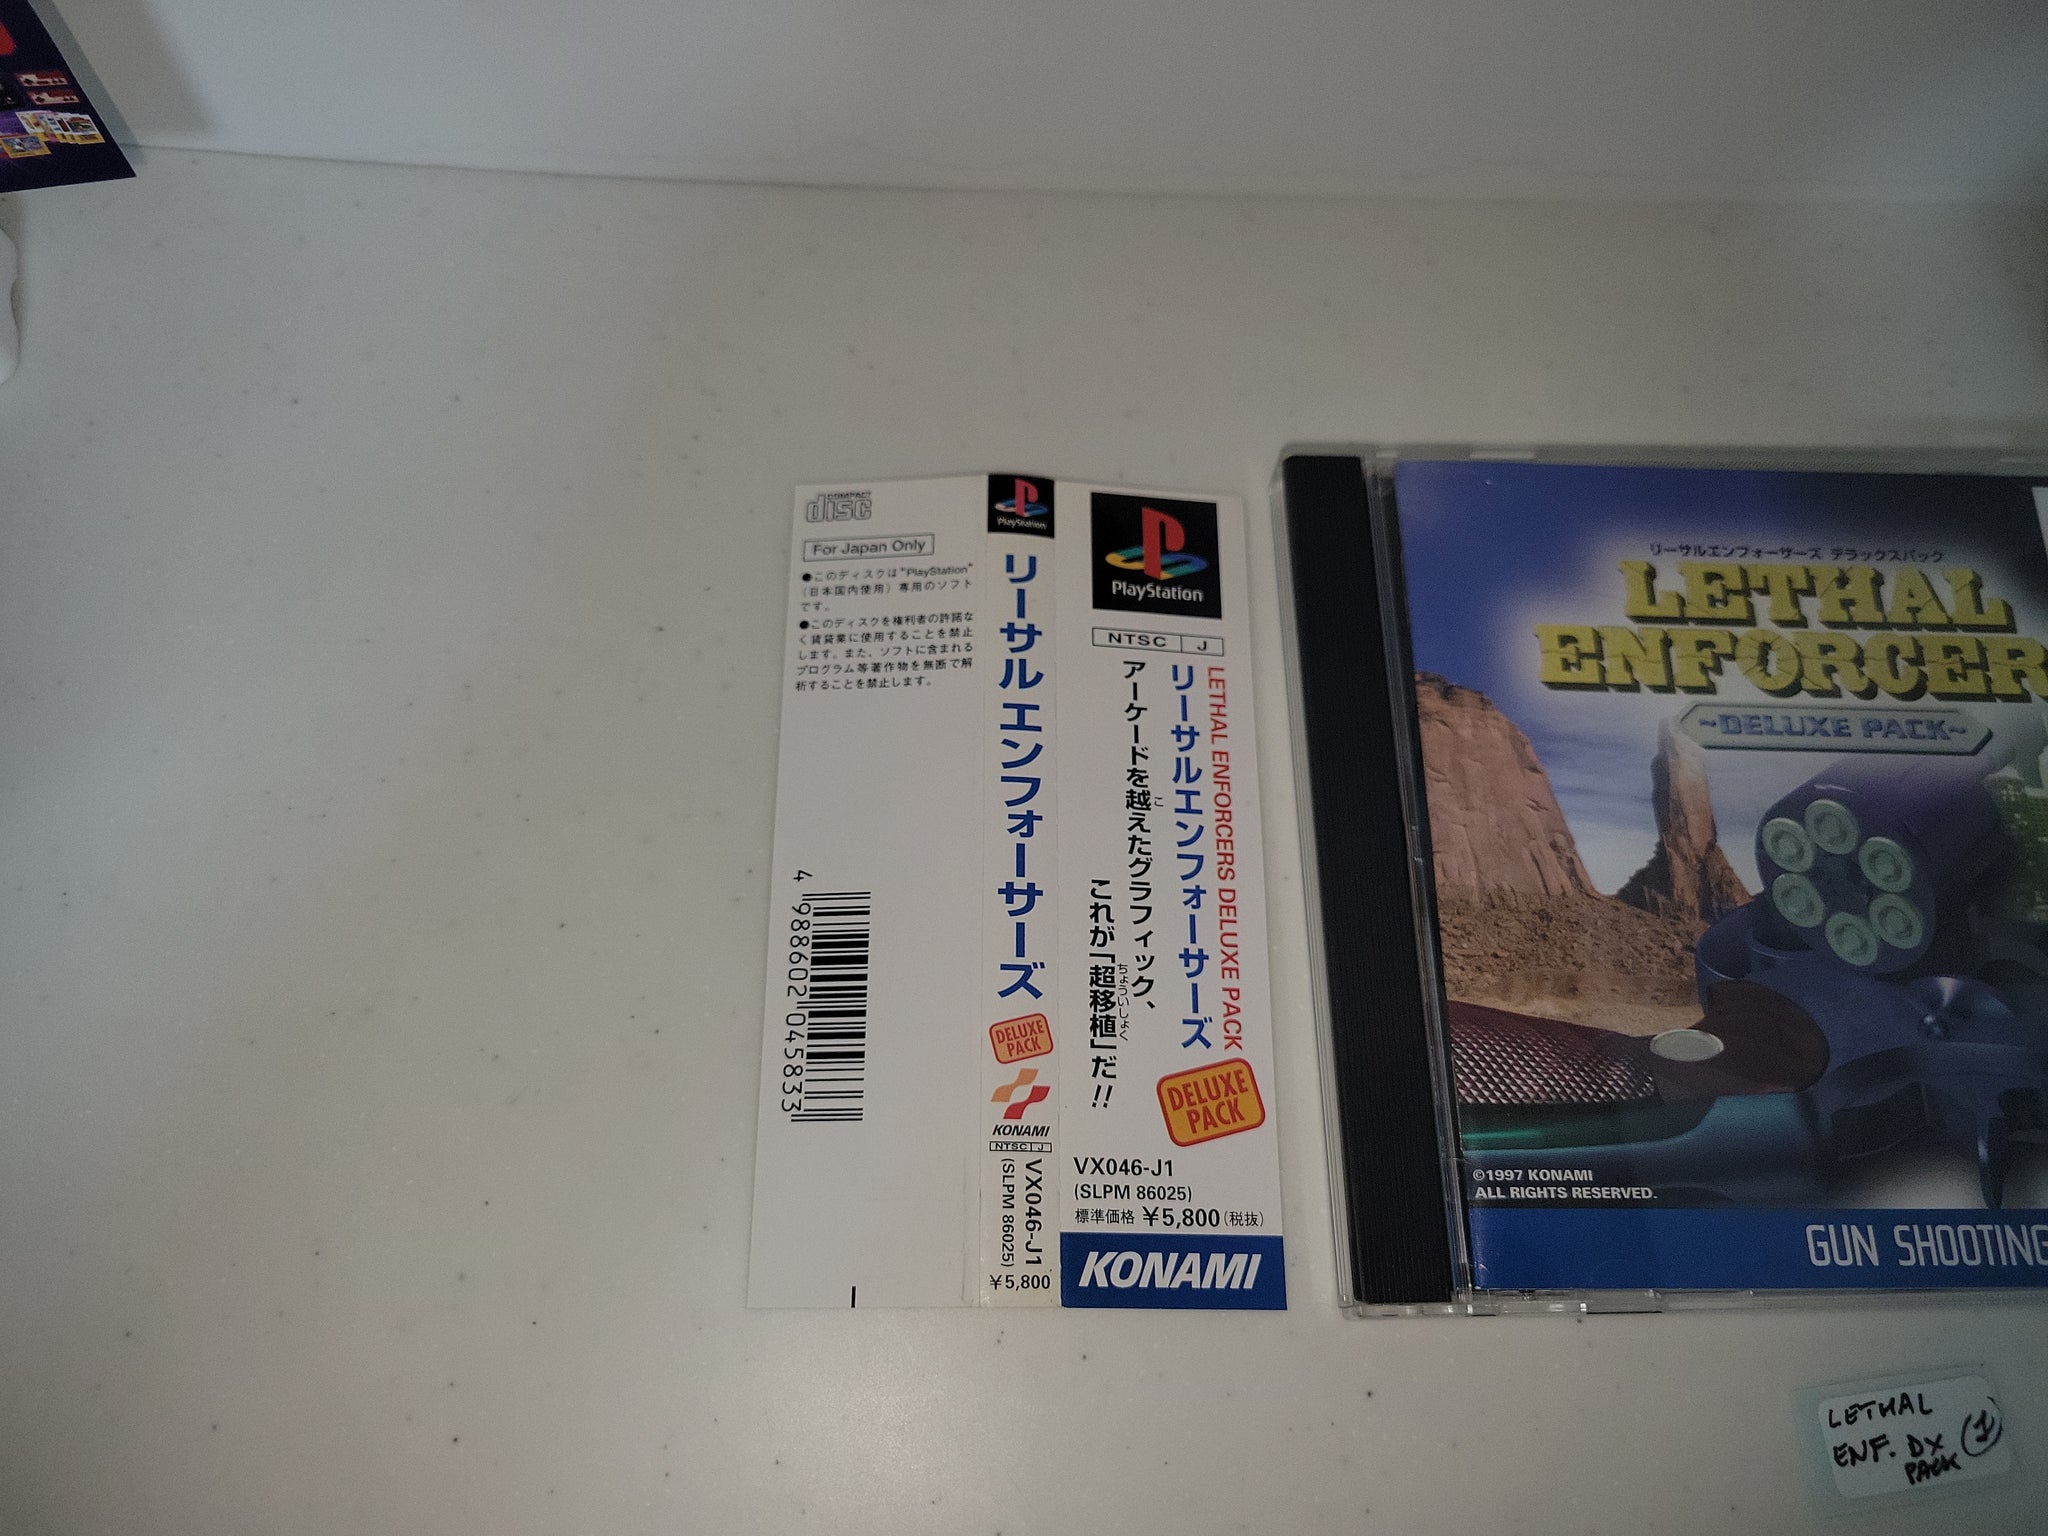 COMPACT
disc
For Japan Only
●このディスクは"PlayStation"
(日本国内使用) 専用のソフト
です。
●このディスクを権利者の許諾な
く賃貸業に使用することを禁止
します。また、ソフトに含まれる
プログラム等著作物を無断で解
析することを禁止します。
4 988602 045833
PlayStation
リーサル エンフォーサーズ
DELUXE
PACK
KONAMI
NTSC J
VX046-J1
(SLPM 86025)
¥5,800
PlayStation
NTSC J
LETHAL ENFORCERS DELUXE PACK
リーサルエンフォーサーズ
DELUXE
PACK
アーケードを越えたグラフィック、
こ
これが「超移植」だ!!
ちょういしょく
VX046-J1
(SLPM 86025)
標準価格 ¥5,800(税抜)
KONAMI
リーサルエンフォーサーズ デラックスパック
LETHAL
ENFORCER
~DELUXE PACK~
©1997 KONAMI
ALL RIGHTS RESERVED.
GUN SHOOTING
LETHAL
ENF. DX
PACK
1